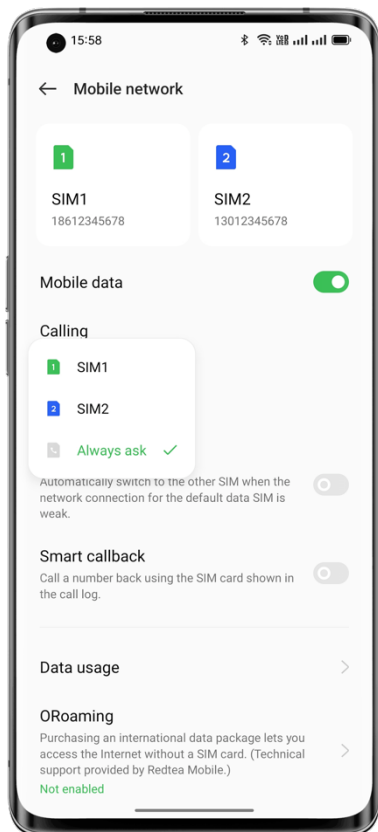 15:58
Mobile network
1
2
SIM1
SIM2
18612345678
13012345678
Mobile data
Calling
1 SIM1
2 SIM2
Always ask
Automatically switch to the other SIM when the
network connection for the default data SIM is
weak.
Smart callback
Call a number back using the SIM card shown in
the call log.
Data usage
ORoaming
Purchasing an international data package lets you
access the Internet without a SIM card. (Technical
support provided by Redtea Mobile.)
Not enabled